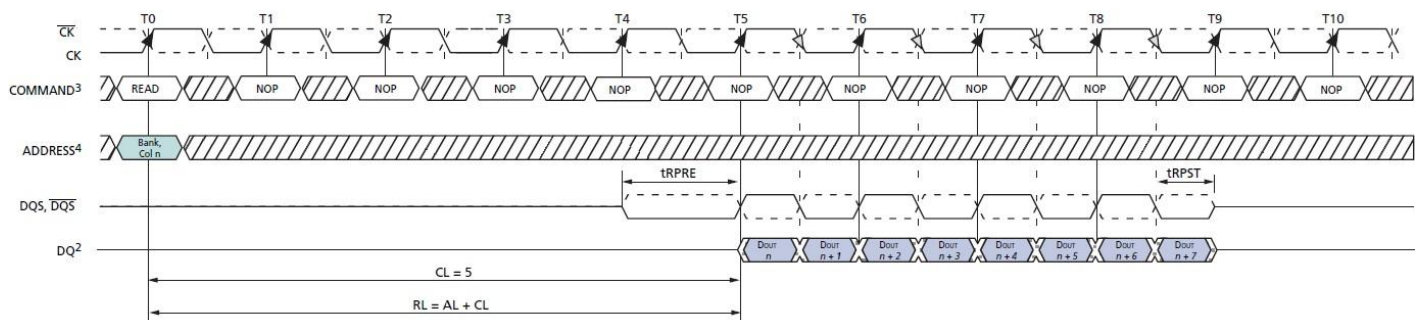 T0 T1 T2 T3 T4 T5 T6 T7 T8 T9 T10
CK
CK
COMMAND³ READ NOP NOP NOP NOP NOP NOP NOP NOP NOP NOP
ADDRESS⁴ Bank,
Col n
tRPRE tRPST
DQS, DQS
DQ² DOUT n DOUT n + 1 DOUT n + 2 DOUT n + 3 DOUT n + 4 DOUT n + 5 DOUT n + 6 DOUT n + 7
CL = 5
RL = AL + CL